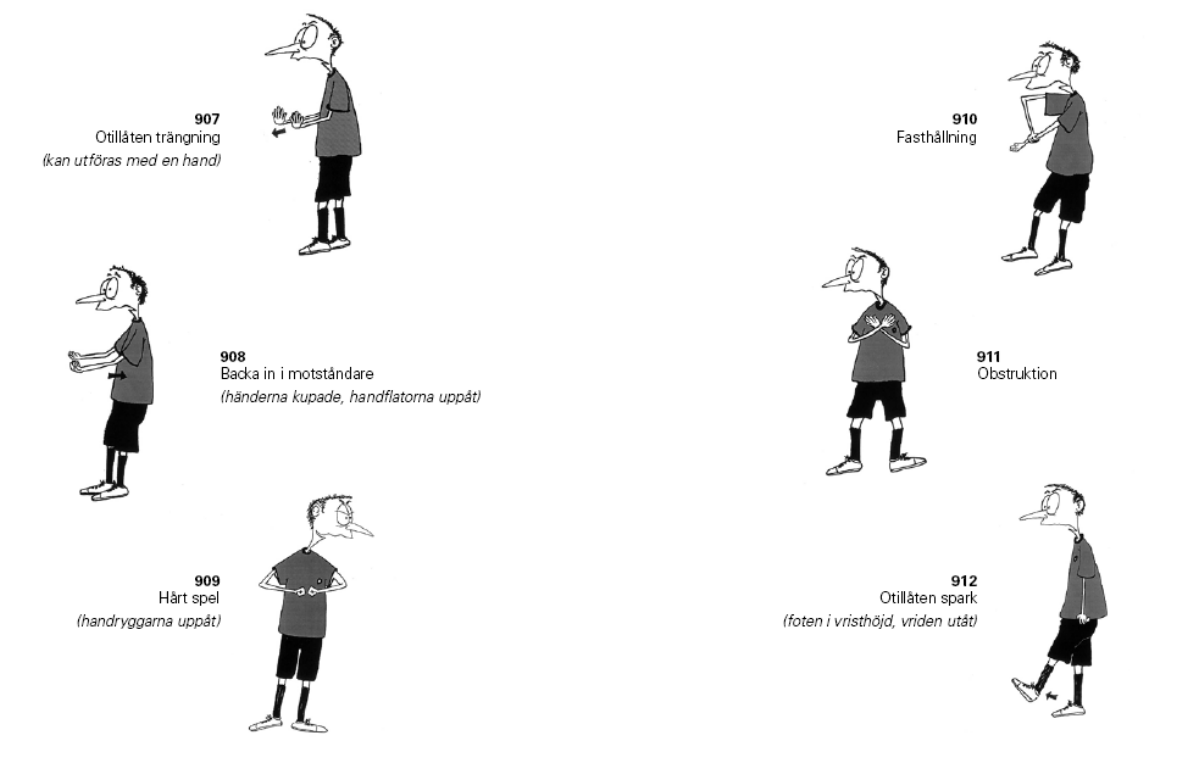 907
Otillåten trängning
(kan utföras med en hand)
908
Backa in i motståndare
(händerna kupade, handflatorna uppåt)
909
Hårt spel
(handryggarna uppåt)
910
Fasthållning
911
Obstruktion
912
Otillåten spark
(foten i vristhöjd, vriden utåt)